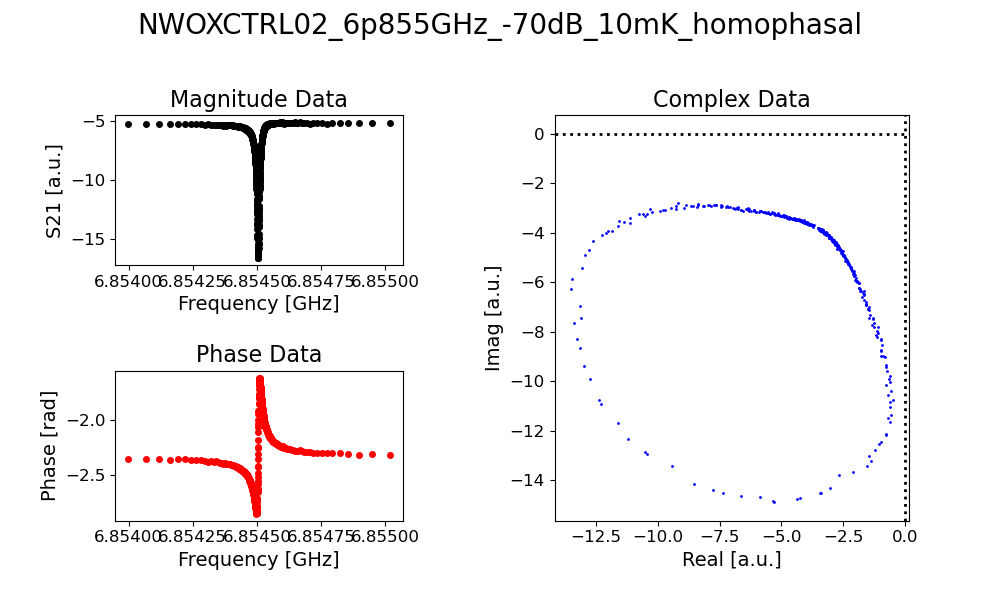 NWOXCTRL02_6p855GHz_-70dB_10mK_homophasal
Magnitude Data
S21 [a.u.]
−5
−10
−15
6.85400 6.85425 6.85450 6.85475 6.85500
Frequency [GHz]
Phase Data
Phase [rad]
−2.0
−2.5
6.85400 6.85425 6.85450 6.85475 6.85500
Frequency [GHz]
Complex Data
Imag [a.u.]
0
−2
−4
−6
−8
−10
−12
−14
−12.5 −10.0 −7.5 −5.0 −2.5 0.0
Real [a.u.]